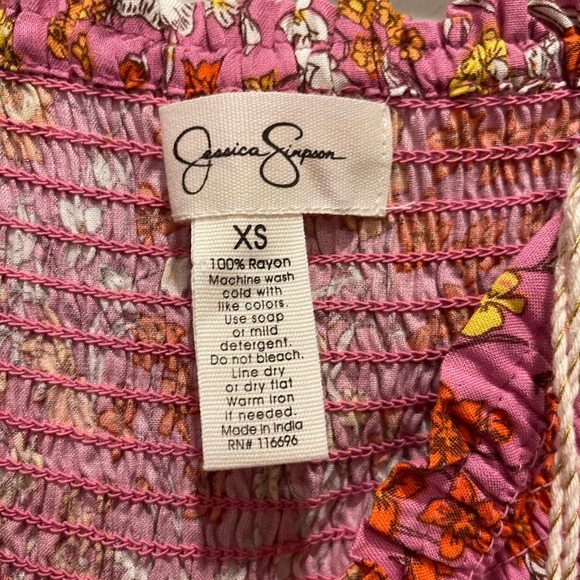 Jessica Simpson
XS
100% Rayon
Machine wash
cold with
like colors.
Use soap
or mild
detergent.
Do not bleach.
Line dry
or dry flat
Warm iron
if needed.
Made in India
RN# 116696